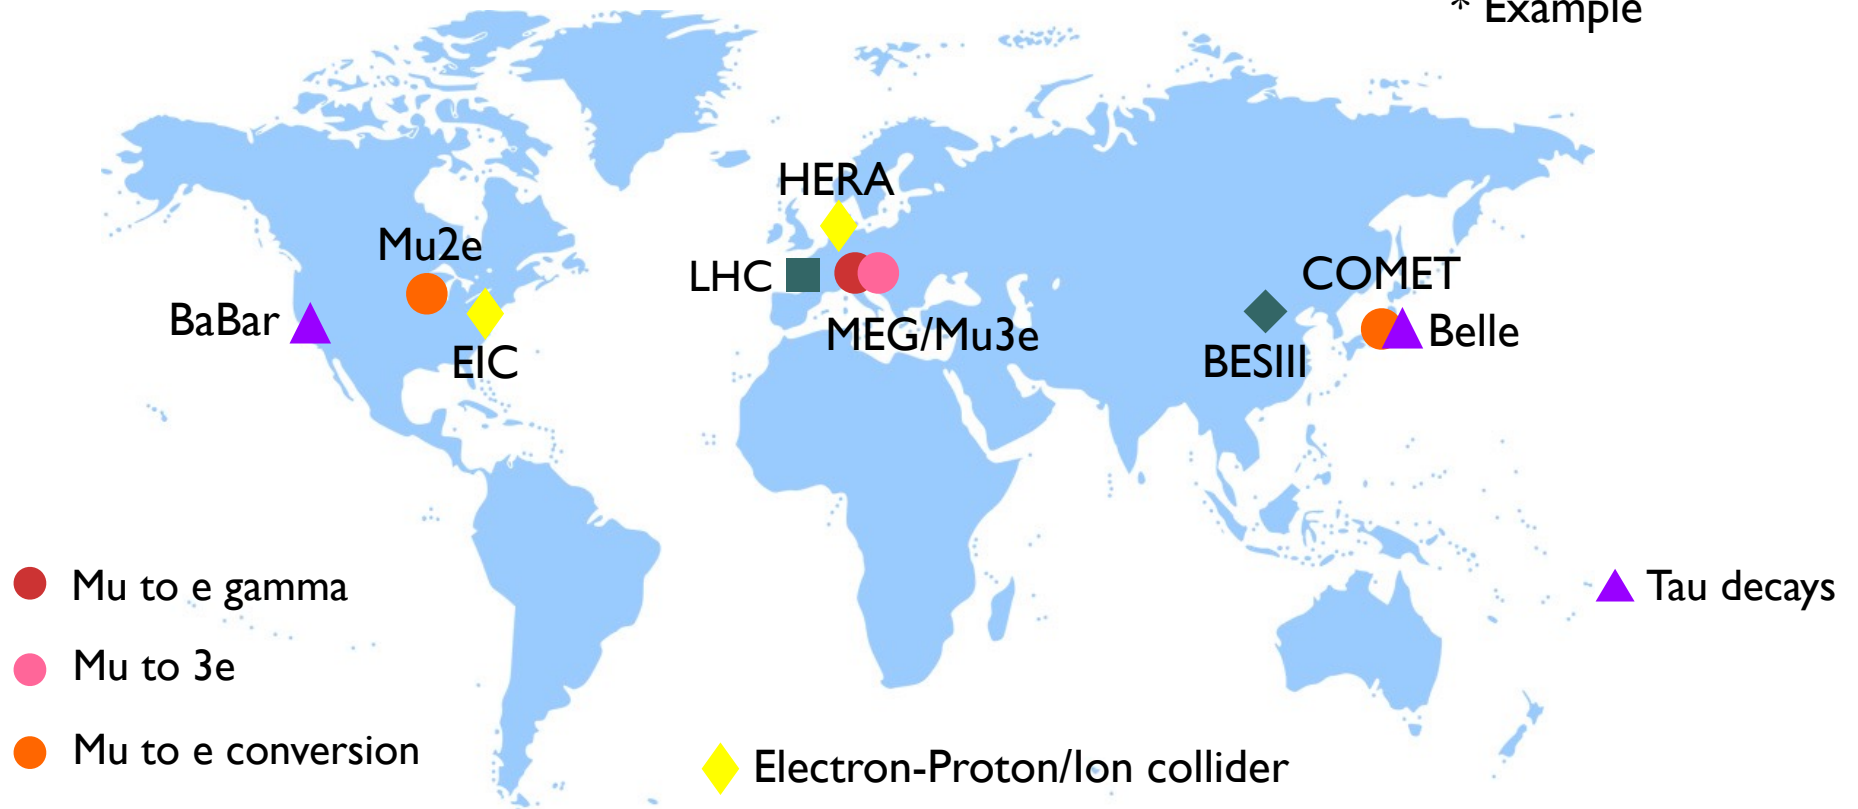 * Example
HERA
Mu2e
LHC
COMET
BaBar
MEG/Mu3e
Belle
EIC
BESIII
Mu to e gamma
Tau decays
Mu to 3e
Mu to e conversion
Electron-Proton/Ion collider